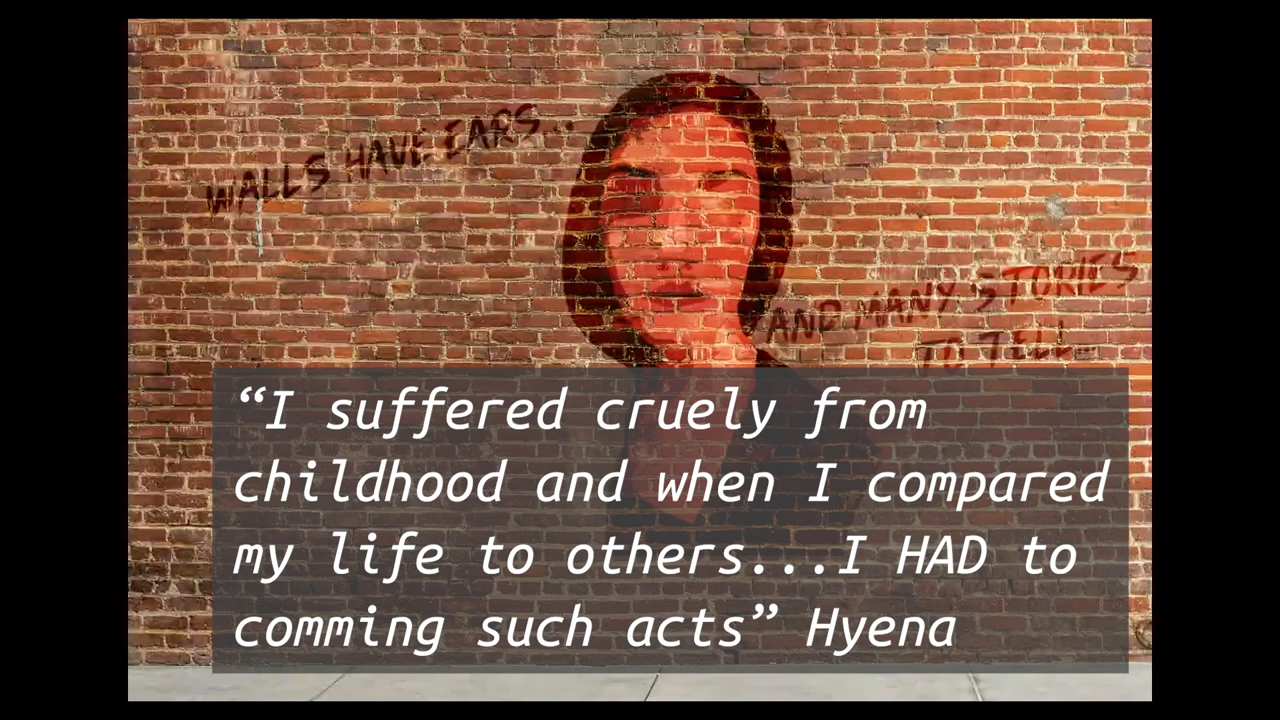 WALLS HAVE EARS...
AND MANY STORIES
TO TELL...
“I suffered cruely from
childhood and when I compared
my life to others...I HAD to
comming such acts” Hyena